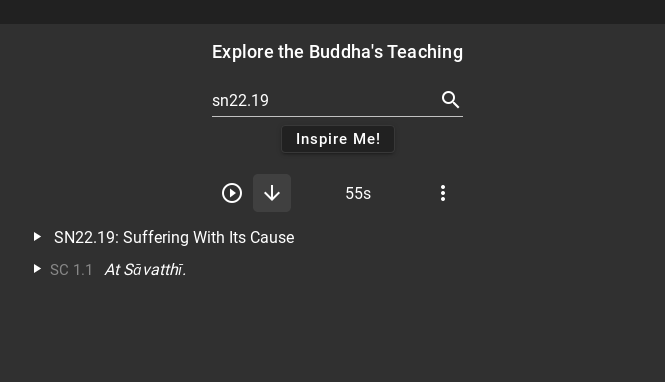 Explore the Buddha's Teaching
sn22.19
Inspire Me!
55s
SN22.19: Suffering With Its Cause
SC 1.1 At Sāvatthī.